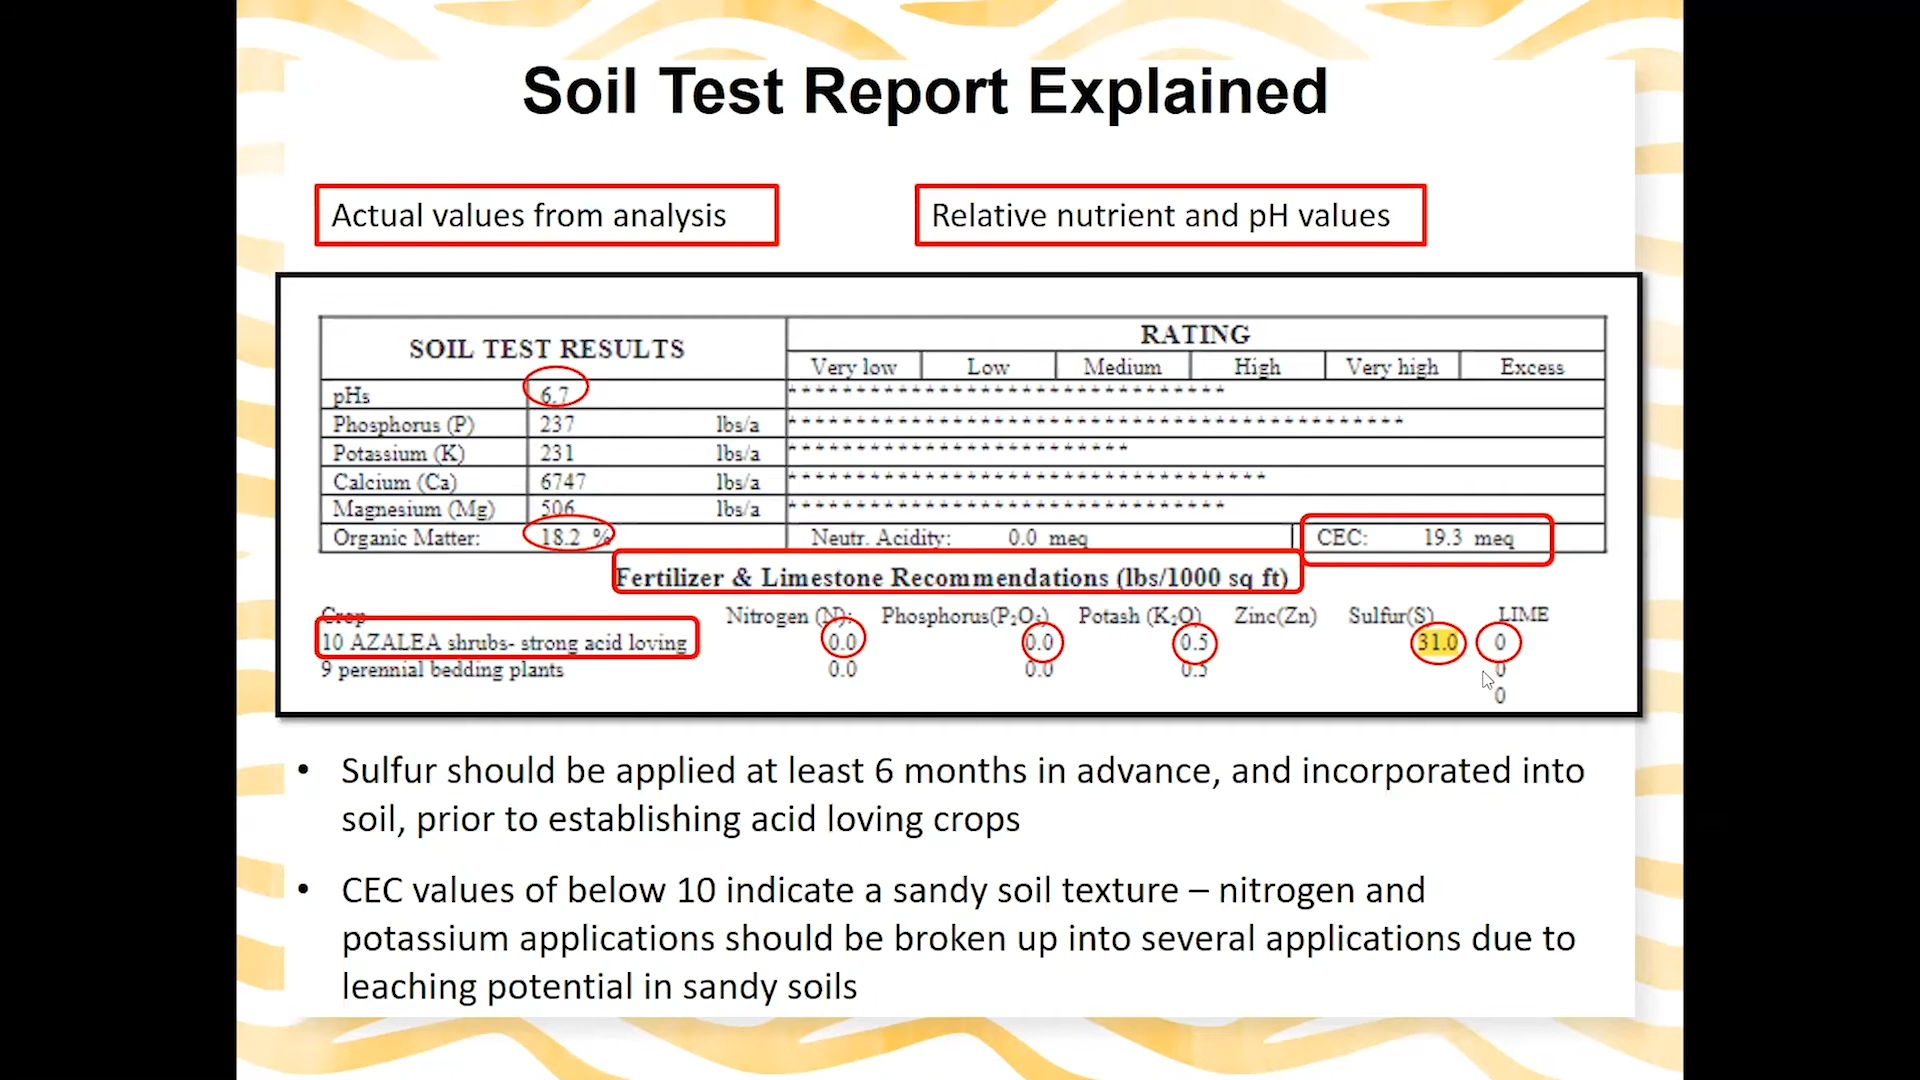 Soil Test Report Explained
Actual values from analysis
Relative nutrient and pH values
SOIL TEST RESULTS
RATING
Very low Low Medium High Very high Excess
pHs 6.7 * * * * * * * * * * * * * * * * * * * * * * * * * * * * * * * * *
Phosphorus (P) 237 lbs/a * * * * * * * * * * * * * * * * * * * * * * * * * * * * * * * * * * * * * * * * * * * * * *
Potassium (K) 231 lbs/a * * * * * * * * * * * * * * * * * * * * * * * * * *
Calcium (Ca) 6747 lbs/a * * * * * * * * * * * * * * * * * * * * * * * * * * * * * * * * * * * *
Magnesium (Mg) 506 lbs/a * * * * * * * * * * * * * * * * * * * * * * * * * * * * * * * * *
Organic Matter: 18.2 % Neutr. Acidity: 0.0 meq CEC: 19.3 meq
Fertilizer & Limestone Recommendations (lbs/1000 sq ft)
Crop Nitrogen (N): Phosphorus(P₂O₅) Potash (K₂O) Zinc(Zn) Sulfur(S) LIME
10 AZALEA shrubs- strong acid loving 0.0 0.0 0.5 31.0 0
9 perennial bedding plants 0.0 0.0 0.5 0
0
• Sulfur should be applied at least 6 months in advance, and incorporated into
soil, prior to establishing acid loving crops
• CEC values of below 10 indicate a sandy soil texture – nitrogen and
potassium applications should be broken up into several applications due to
leaching potential in sandy soils